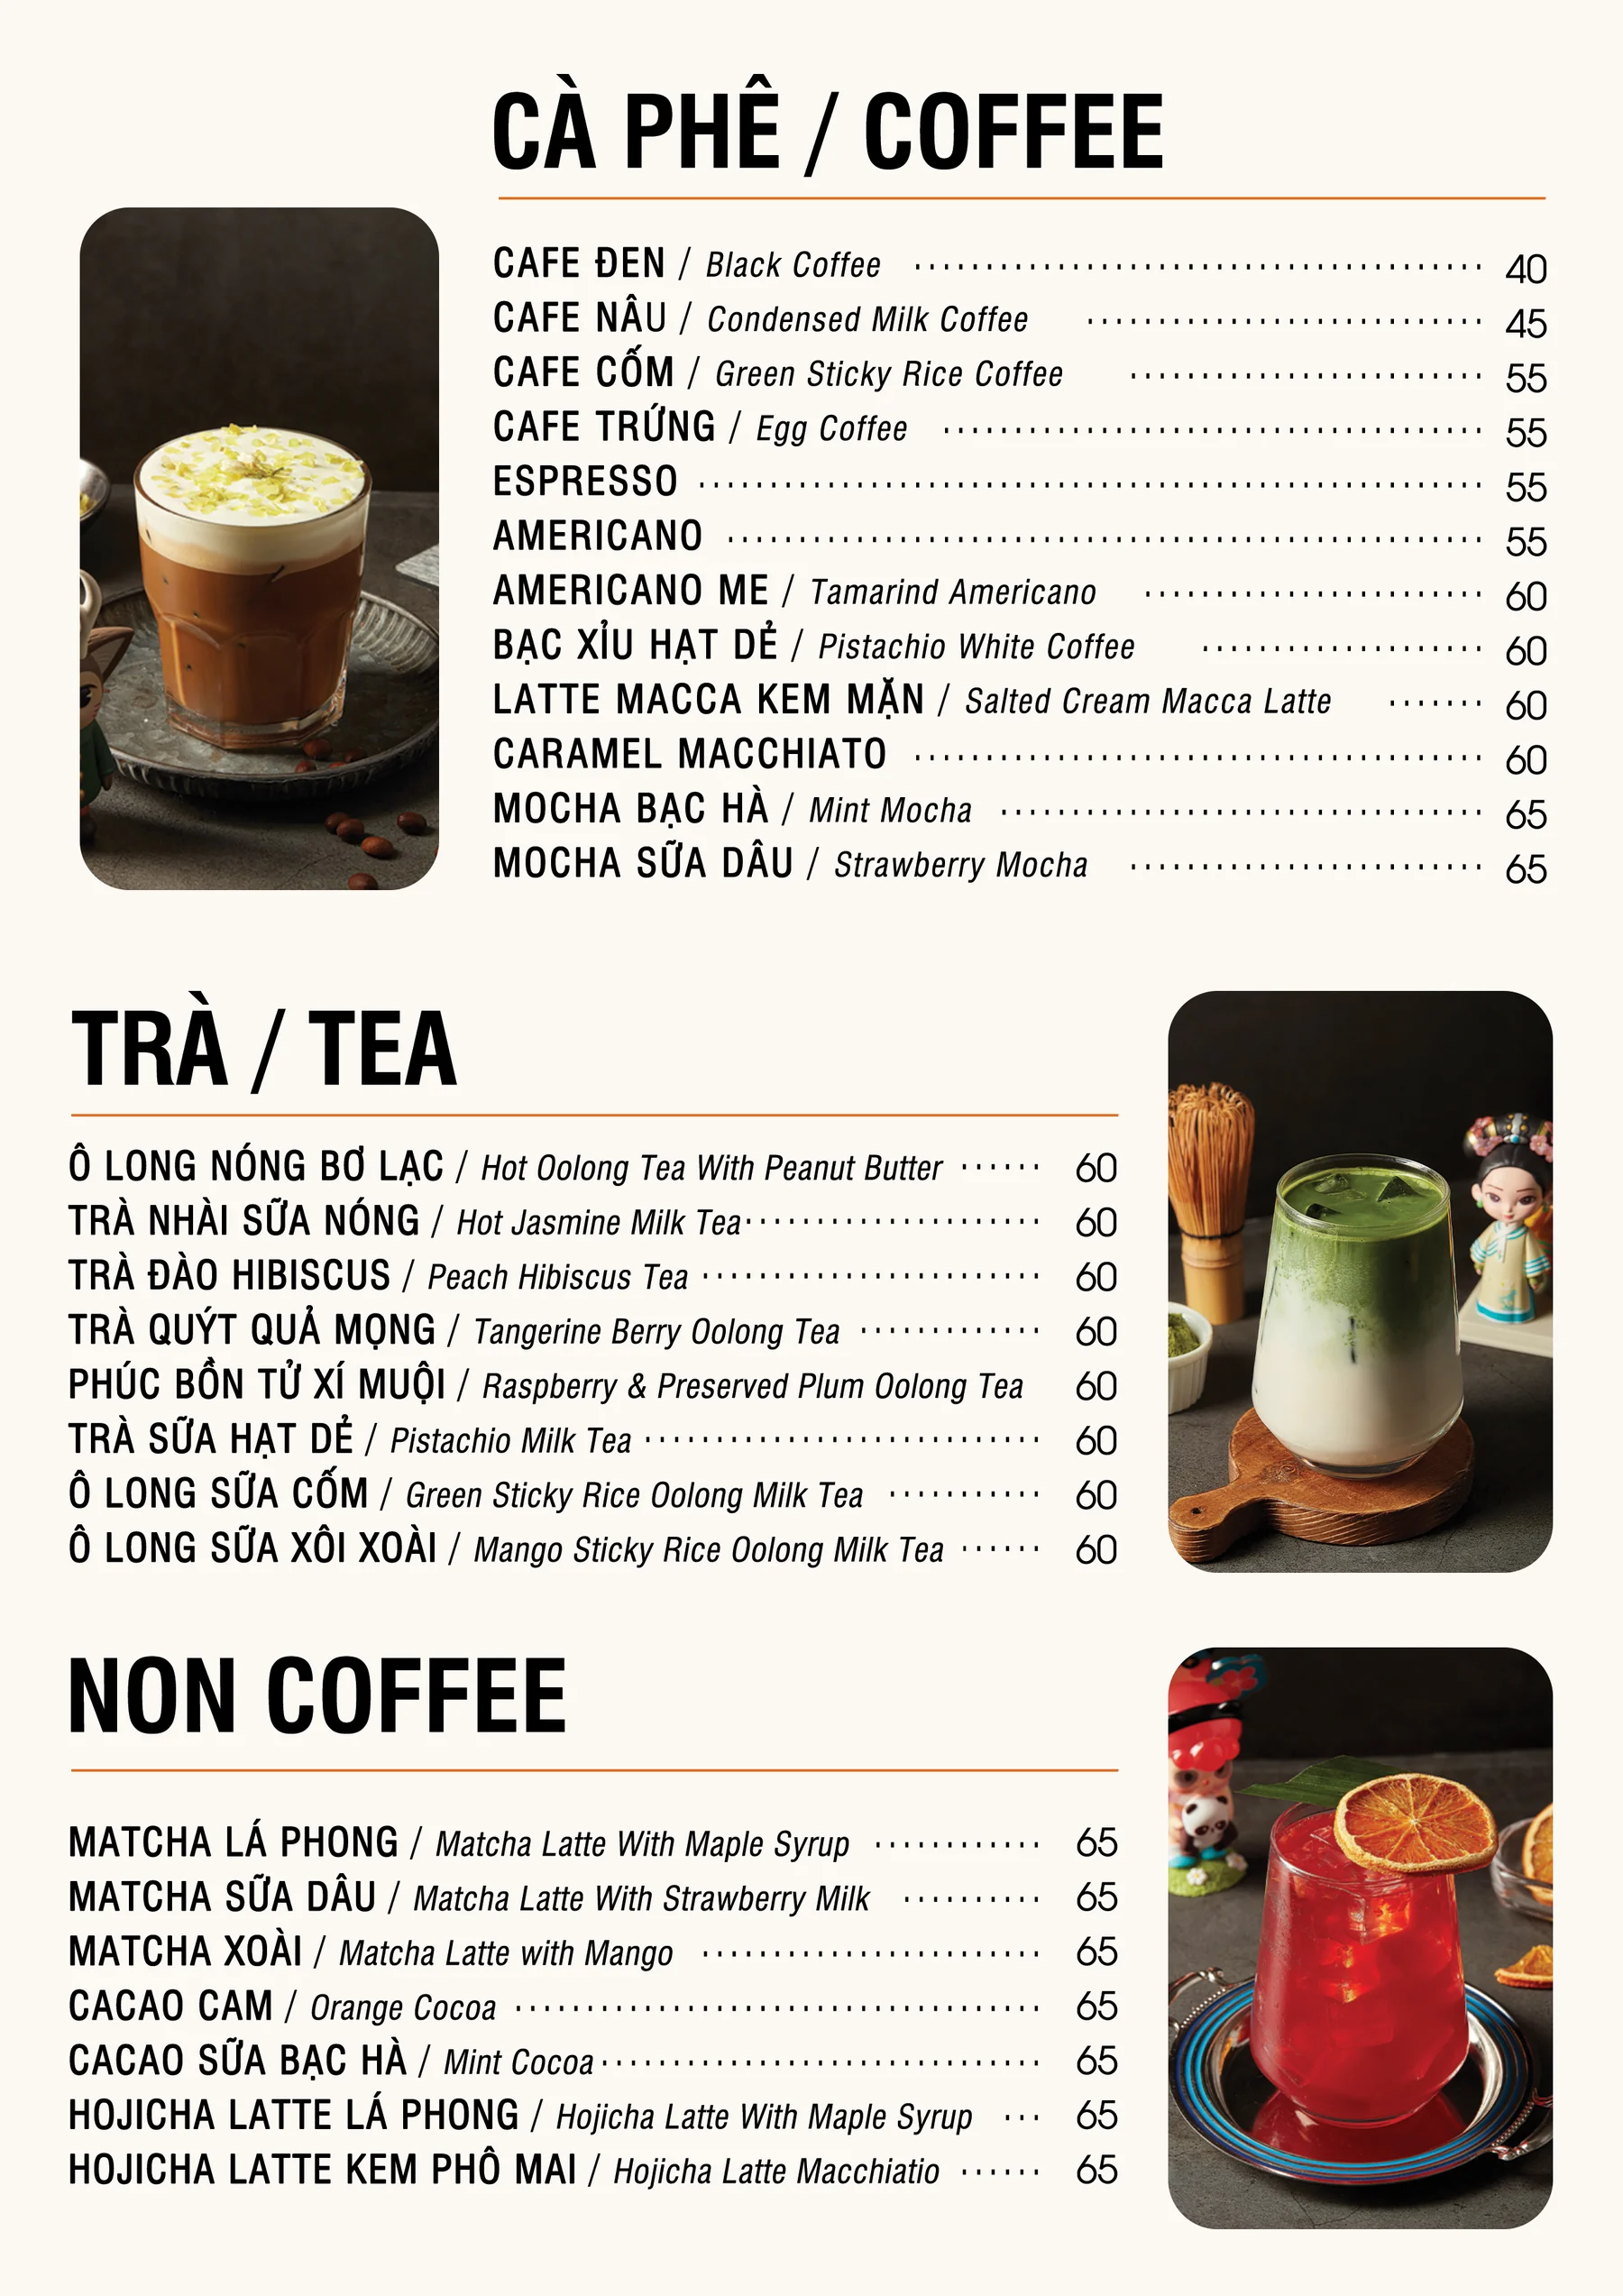 CÀ PHÊ / COFFEE
CAFE ĐEN / Black Coffee 40
CAFE NÂU / Condensed Milk Coffee 45
CAFE CỐM / Green Sticky Rice Coffee 55
CAFE TRỨNG / Egg Coffee 55
ESPRESSO 55
AMERICANO 55
AMERICANO ME / Tamarind Americano 60
BẠC XỈU HẠT DẺ / Pistachio White Coffee 60
LATTE MACCA KEM MẶN / Salted Cream Macca Latte 60
CARAMEL MACCHIATO 60
MOCHA BẠC HÀ / Mint Mocha 65
MOCHA SỮA DÂU / Strawberry Mocha 65
TRÀ / TEA
Ô LONG NÓNG BƠ LẠC / Hot Oolong Tea With Peanut Butter 60
TRÀ NHÀI SỮA NÓNG / Hot Jasmine Milk Tea 60
TRÀ ĐÀO HIBISCUS / Peach Hibiscus Tea 60
TRÀ QUÝT QUẢ MỌNG / Tangerine Berry Oolong Tea 60
PHÚC BỒN TỬ XÍ MUỘI / Raspberry & Preserved Plum Oolong Tea 60
TRÀ SỮA HẠT DẺ / Pistachio Milk Tea 60
Ô LONG SỮA CỐM / Green Sticky Rice Oolong Milk Tea 60
Ô LONG SỮA XÔI XOÀI / Mango Sticky Rice Oolong Milk Tea 60
NON COFFEE
MATCHA LÁ PHONG / Matcha Latte With Maple Syrup 65
MATCHA SỮA DÂU / Matcha Latte With Strawberry Milk 65
MATCHA XOÀI / Matcha Latte with Mango 65
CACAO CAM / Orange Cocoa 65
CACAO SỮA BẠC HÀ / Mint Cocoa 65
HOJICHA LATTE LÁ PHONG / Hojicha Latte With Maple Syrup 65
HOJICHA LATTE KEM PHÔ MAI / Hojicha Latte Macchiatio 65